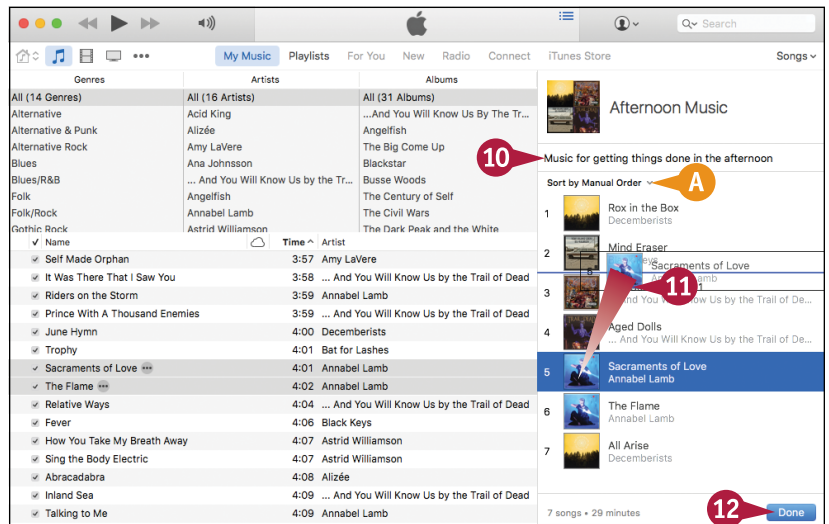 Search
My Music Playlists For You New Radio Connect iTunes Store Songs
Genres Artists Albums
All (14 Genres) All (16 Artists) All (31 Albums)
Alternative Acid King ...And You Will Know Us By The Tr...
Alternative & Punk Alizée Angelfish
Alternative Rock Amy LaVere The Big Come Up
Blues Ana Johnsson Blackstar
Blues/R&B ... And You Will Know Us by the Tr... Busse Woods
Folk Angelfish The Century of Self
Folk/Rock Annabel Lamb The Civil Wars
Gothic Rock Astrid Williamson The Dark Peak and the White
✓ Name Time Artist
Self Made Orphan 3:57 Amy LaVere
It Was There That I Saw You 3:58 ... And You Will Know Us by the Trail of Dead
Riders on the Storm 3:59 Annabel Lamb
Prince With A Thousand Enemies 3:59 ... And You Will Know Us by the Trail of Dead
June Hymn 4:00 Decemberists
Trophy 4:01 Bat for Lashes
Sacraments of Love ••• 4:01 Annabel Lamb
The Flame ••• 4:02 Annabel Lamb
Relative Ways 4:04 ... And You Will Know Us by the Trail of Dead
Fever 4:06 Black Keys
How You Take My Breath Away 4:07 Astrid Williamson
Sing the Body Electric 4:07 Astrid Williamson
Abracadabra 4:08 Alizée
Inland Sea 4:09 ... And You Will Know Us by the Trail of Dead
Talking to Me 4:09 Annabel Lamb
Afternoon Music
10
Music for getting things done in the afternoon
Sort by Manual Order
A
1 Rox in the Box
Decemberists
2 Mind Eraser
5 Sacraments of Love
11
3
And You Will Know Us by the Trail of De...
4 Aged Dolls
... And You Will Know Us by the Trail of De...
5 Sacraments of Love
Annabel Lamb
6 The Flame
Annabel Lamb
7 All Arise
Decemberists
7 songs • 29 minutes
12
Done